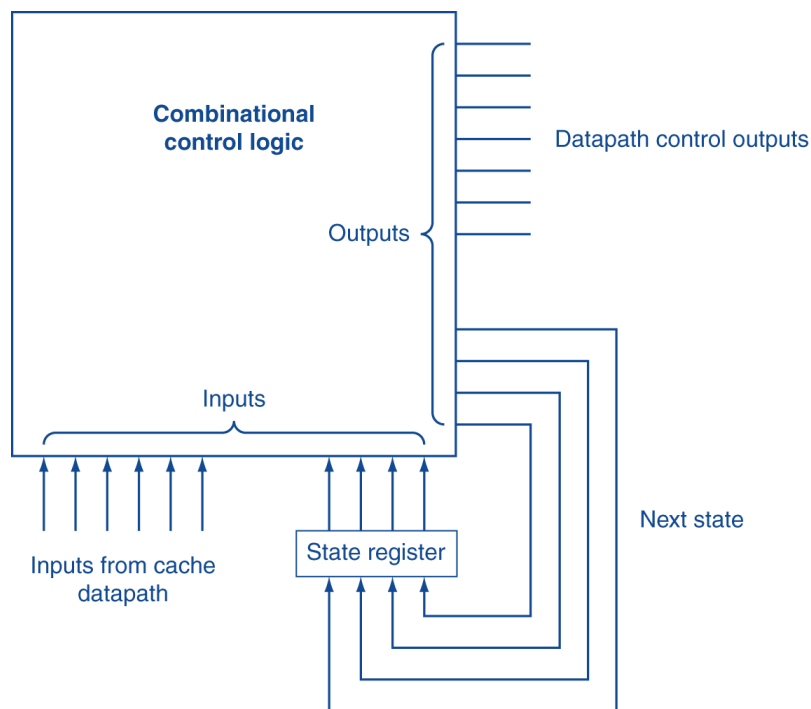 Combinational
control logic
Datapath control outputs
Outputs
Inputs
Next state
State register
Inputs from cache
datapath